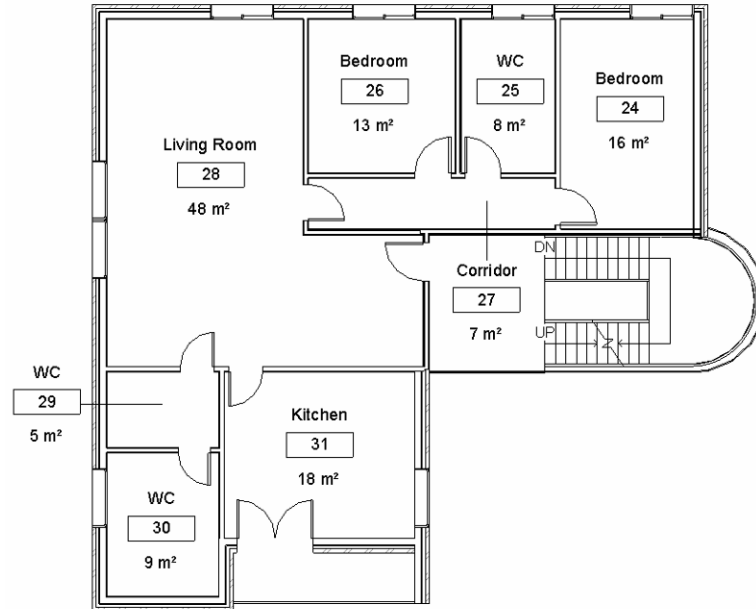 Bedroom
26
13 m²
WC
25
8 m²
Bedroom
24
16 m²
Living Room
28
48 m²
DN
Corridor
27
7 m²
UP
WC
29
5 m²
Kitchen
31
18 m²
WC
30
9 m²